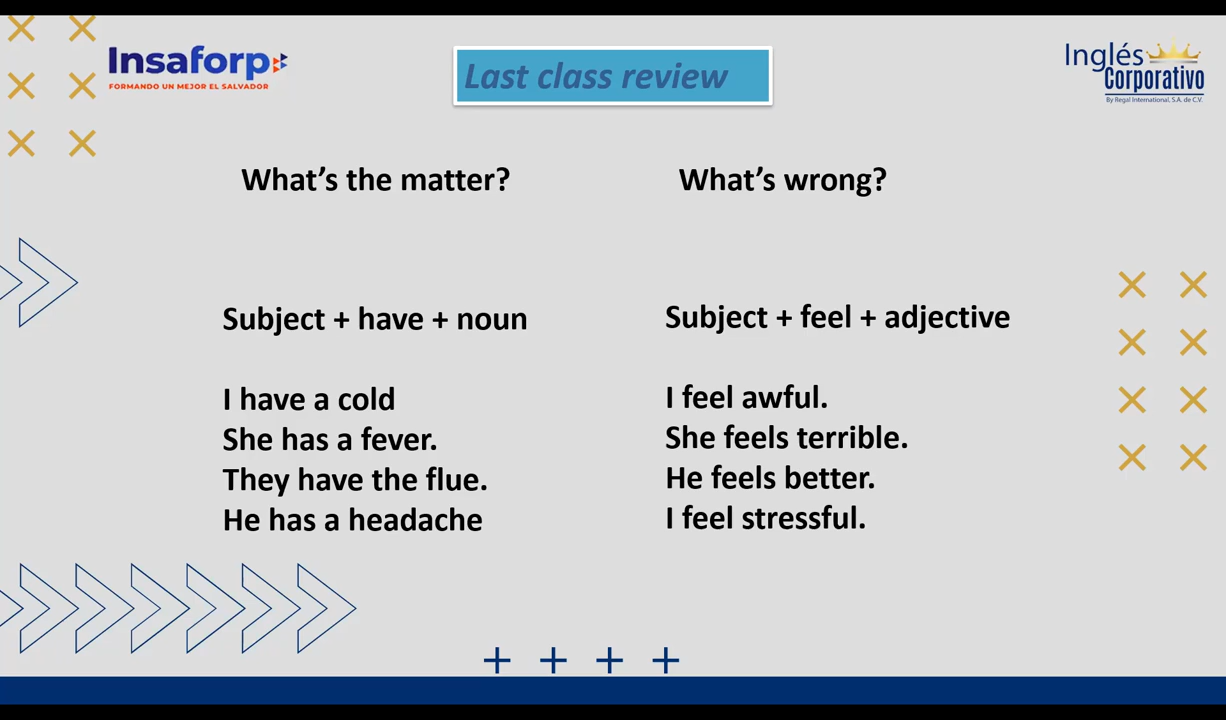 Insaforp
FORMANDO UN MEJOR EL SALVADOR
Last class review
Inglés
Corporativo
By Regal International, S.A. de C.V.
What's the matter?
Subject + have + noun
I have a cold
She has a fever.
They have the flue.
He has a headache
What's wrong?
Subject + feel + adjective
I feel awful.
She feels terrible.
He feels better.
I feel stressful.